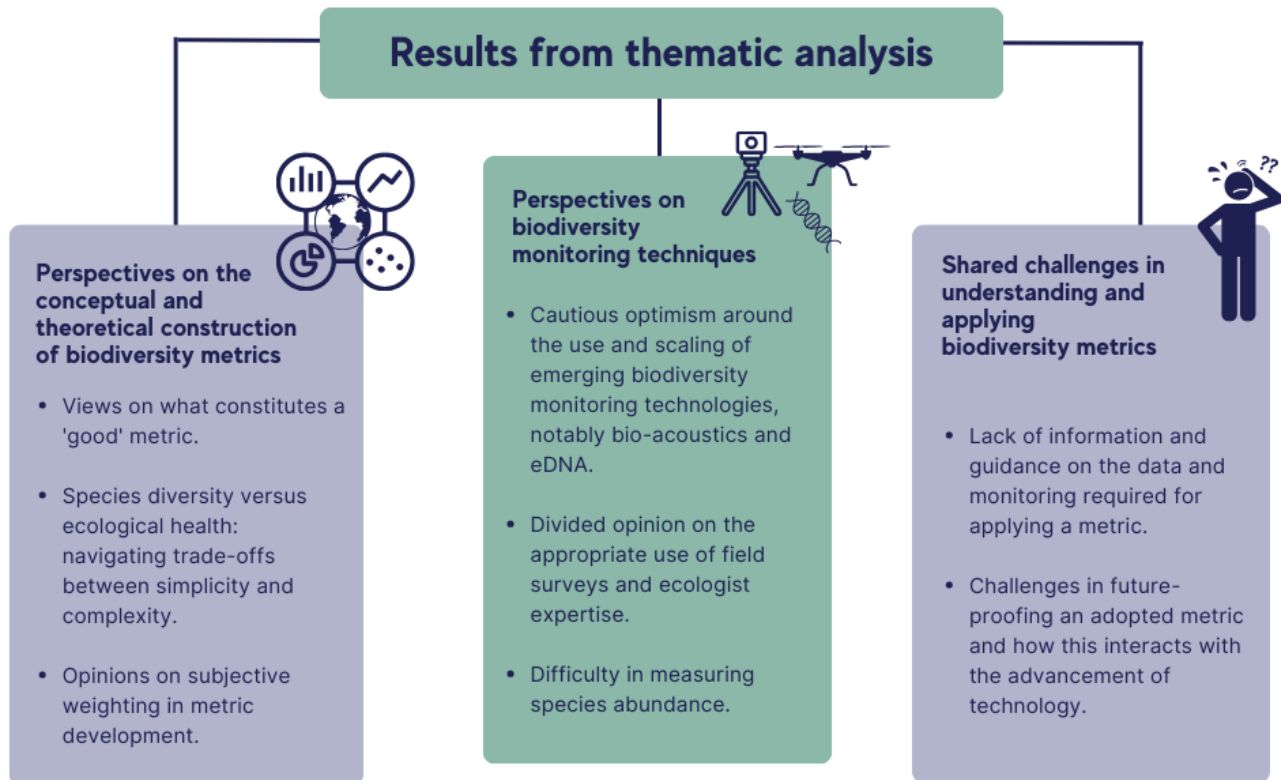 Results from thematic analysis
Perspectives on the
conceptual and
theoretical construction
of biodiversity metrics
• Views on what constitutes a
'good' metric.
• Species diversity versus
ecological health:
navigating trade-offs
between simplicity and
complexity.
• Opinions on subjective
weighting in metric
development.
Perspectives on
biodiversity
monitoring techniques
• Cautious optimism around
the use and scaling of
emerging biodiversity
monitoring technologies,
notably bio-acoustics and
eDNA.
• Divided opinion on the
appropriate use of field
surveys and ecologist
expertise.
• Difficulty in measuring
species abundance.
??
Shared challenges in
understanding and
applying
biodiversity metrics
• Lack of information and
guidance on the data and
monitoring required for
applying a metric.
• Challenges in future-
proofing an adopted metric
and how this interacts with
the advancement of
technology.